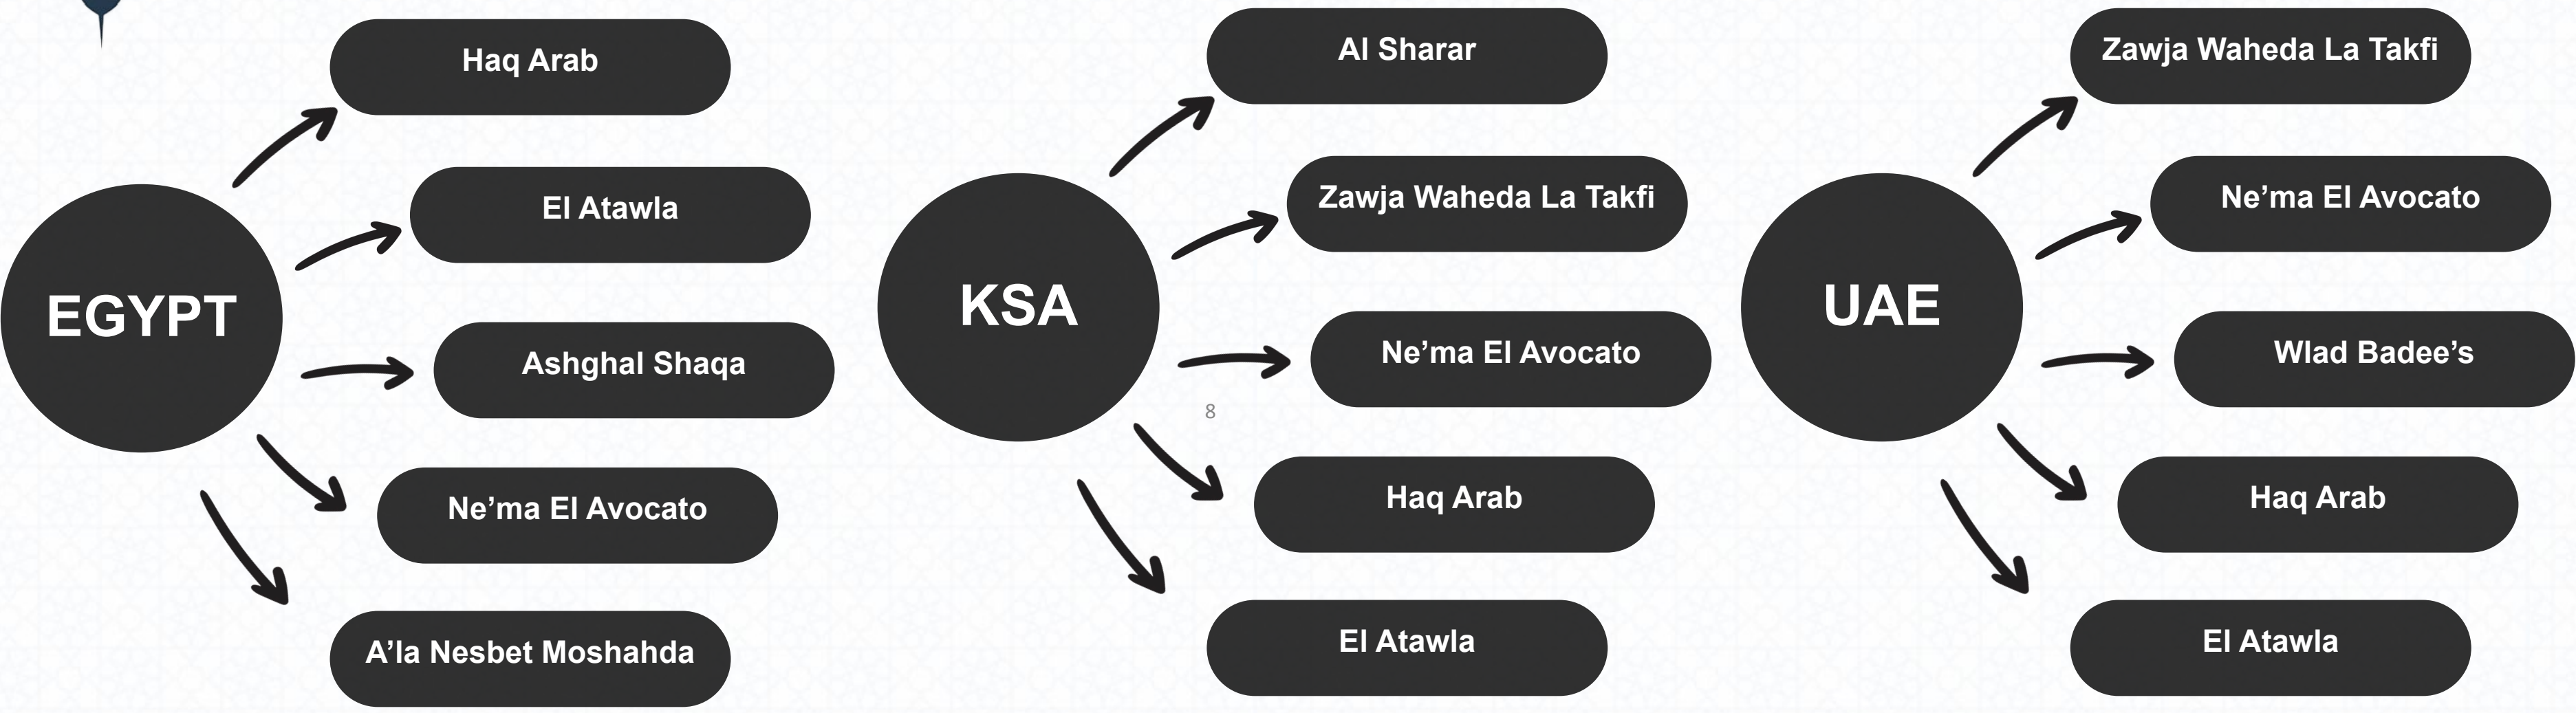 EGYPT
Haq Arab
El Atawla
Ashghal Shaqa
Ne’ma El Avocato
A’la Nesbet Moshahda
KSA
Al Sharar
Zawja Waheda La Takfi
Ne’ma El Avocato
8
Haq Arab
El Atawla
UAE
Zawja Waheda La Takfi
Ne’ma El Avocato
Wlad Badee’s
Haq Arab
El Atawla